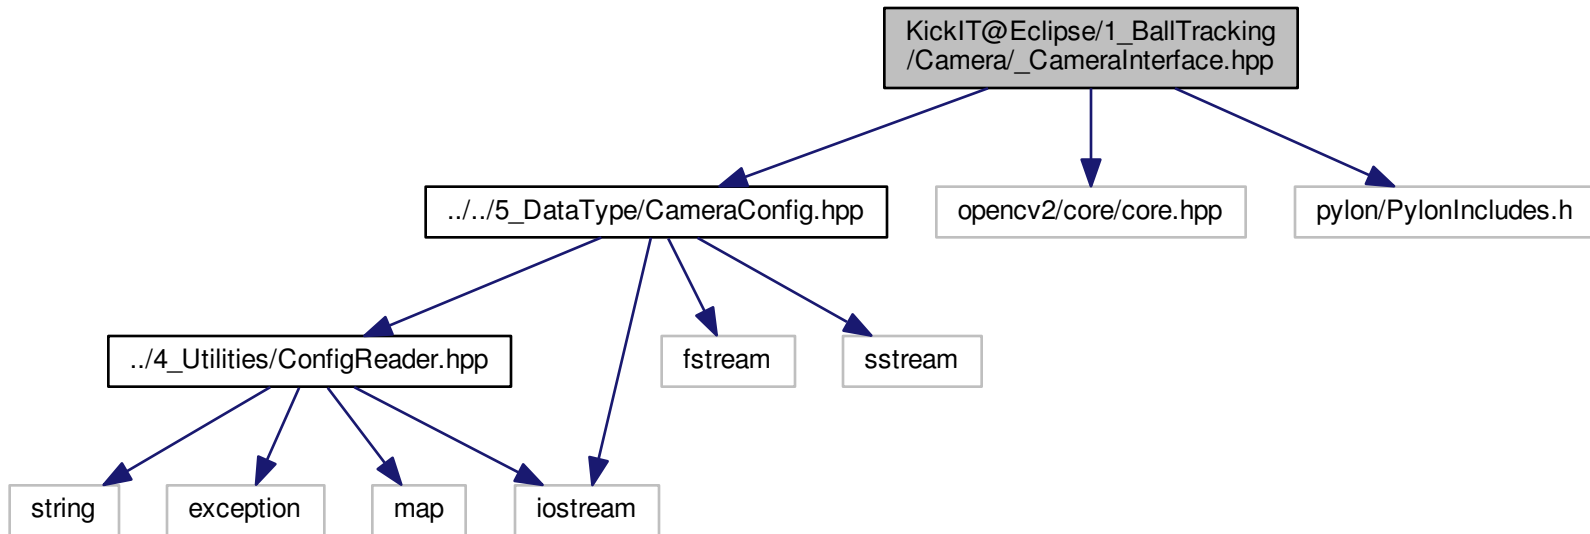 KickIT@Eclipse/1_BallTracking
/Camera/_CameraInterface.hpp
../../5_DataType/CameraConfig.hpp
opencv2/core/core.hpp
pylon/PylonIncludes.h
../4_Utilities/ConfigReader.hpp
fstream
sstream
string
exception
map
iostream